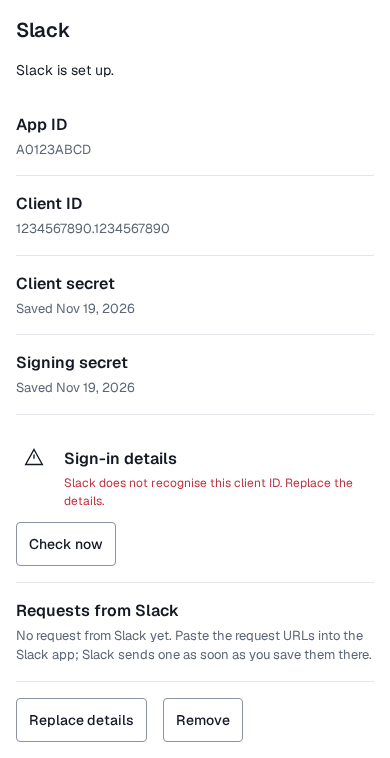 Slack
Slack is set up.
App ID
A0123ABCD
Client ID
1234567890.1234567890
Client secret
Saved Nov 19, 2026
Signing secret
Saved Nov 19, 2026
Sign-in details
Slack does not recognise this client ID. Replace the
details.
Check now
Requests from Slack
No request from Slack yet. Paste the request URLs into the
Slack app; Slack sends one as soon as you save them there.
Replace details
Remove